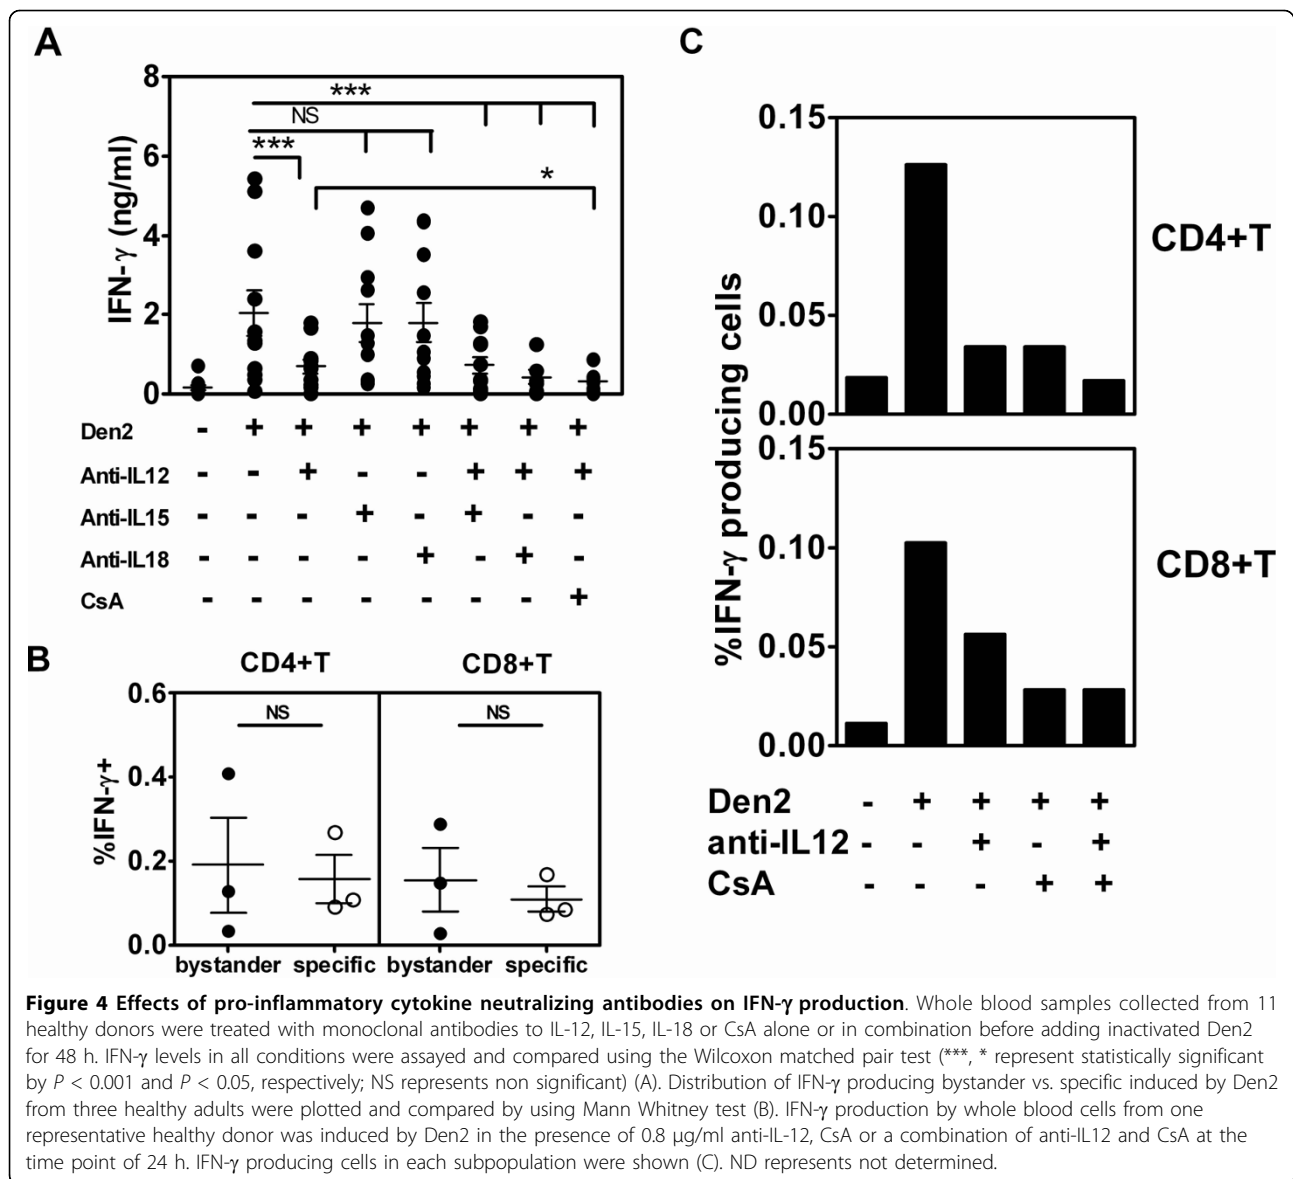 A
8
6
4
2
0
IFN-γ (ng/ml)
***
NS
***
*
Den2 - + + + + + + +
Anti-IL12 - - + - - + + +
Anti-IL15 - - - + - + - -
Anti-IL18 - - - - + - + -
CsA - - - - - - - +
B
CD4+T CD8+T
0.6
0.4
0.2
0.0
%IFN-γ+
NS NS
bystander specific bystander specific
C
0.15
0.10
0.05
0.00
CD4+T
%IFN-γ producing cells
0.15
0.10
0.05
0.00
CD8+T
Den2 - + + + +
anti-IL12 - - + - +
CsA - - - + +
Figure 4 Effects of pro-inflammatory cytokine neutralizing antibodies on IFN-γ production. Whole blood samples collected from 11
healthy donors were treated with monoclonal antibodies to IL-12, IL-15, IL-18 or CsA alone or in combination before adding inactivated Den2
for 48 h. IFN-γ levels in all conditions were assayed and compared using the Wilcoxon matched pair test (***, * represent statistically significant
by P < 0.001 and P < 0.05, respectively; NS represents non significant) (A). Distribution of IFN-γ producing bystander vs. specific induced by Den2
from three healthy adults were plotted and compared by using Mann Whitney test (B). IFN-γ production by whole blood cells from one
representative healthy donor was induced by Den2 in the presence of 0.8 μg/ml anti-IL-12, CsA or a combination of anti-IL12 and CsA at the
time point of 24 h. IFN-γ producing cells in each subpopulation were shown (C). ND represents not determined.